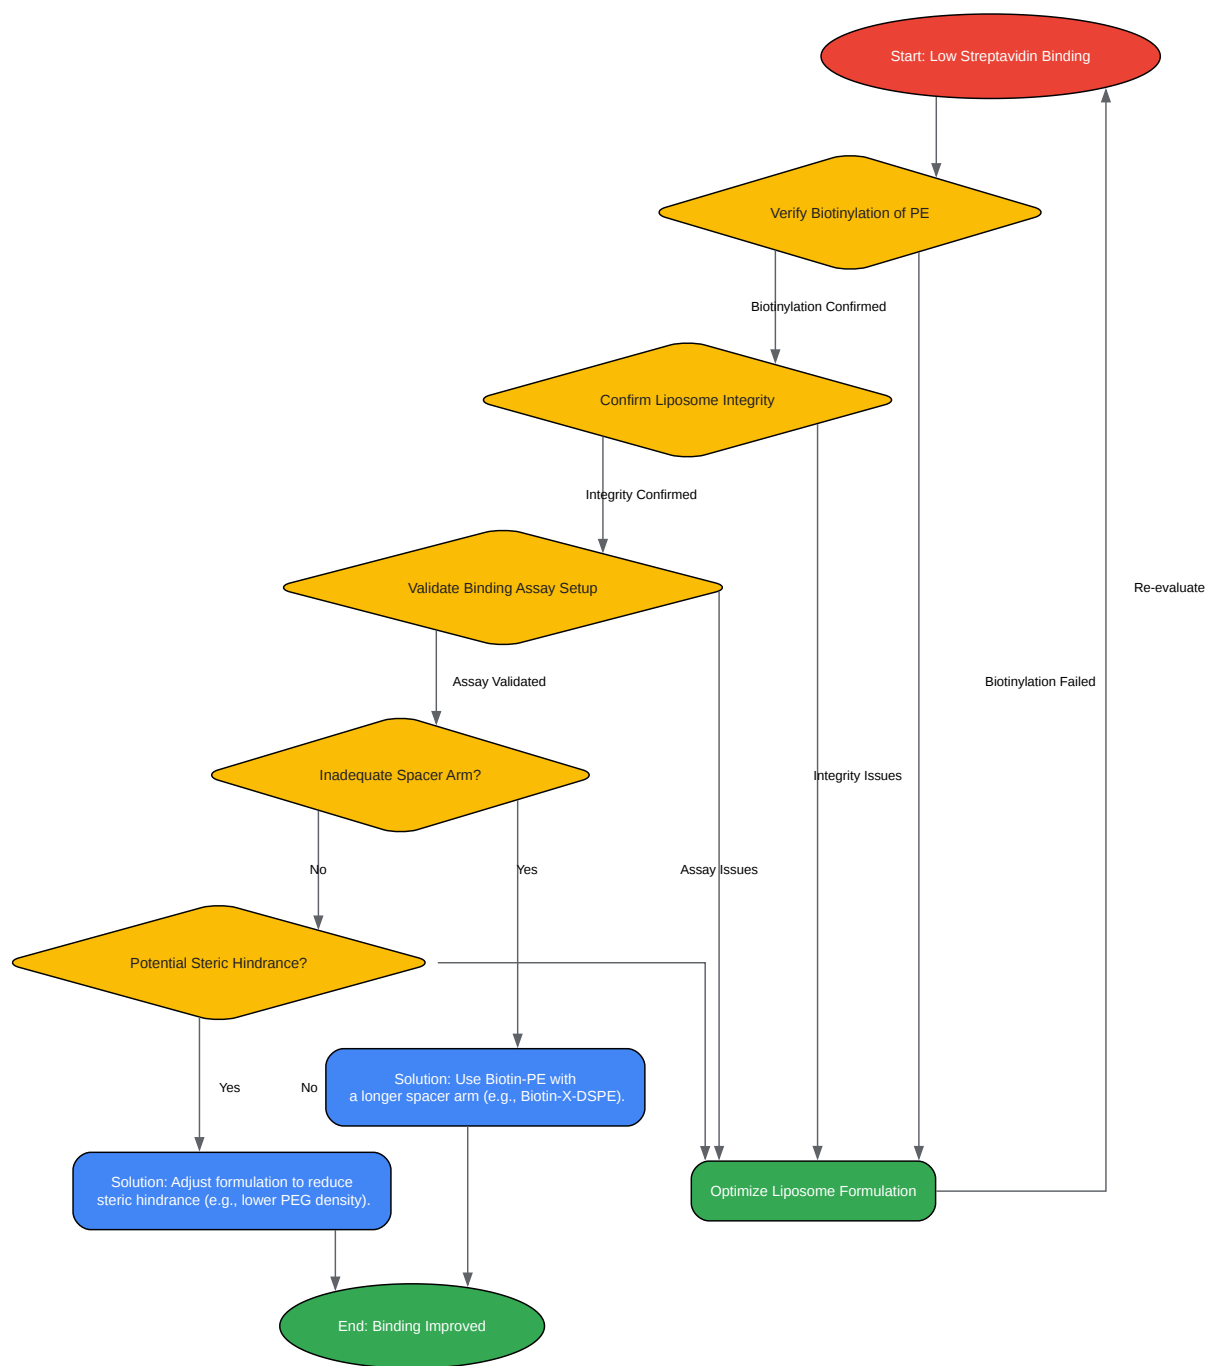 Start: Low Streptavidin Binding
Verify Biotinylation of PE
Biotinylation Confirmed
Confirm Liposome Integrity
Integrity Confirmed
Validate Binding Assay Setup
Re-evaluate
Assay Validated
Biotinylation Failed
Inadequate Spacer Arm?
Integrity Issues
No
Yes
Assay Issues
Potential Steric Hindrance?
Yes
No
Solution: Use Biotin-PE with
a longer spacer arm (e.g., Biotin-X-DSPE).
Solution: Adjust formulation to reduce
steric hindrance (e.g., lower PEG density).
Optimize Liposome Formulation
End: Binding Improved